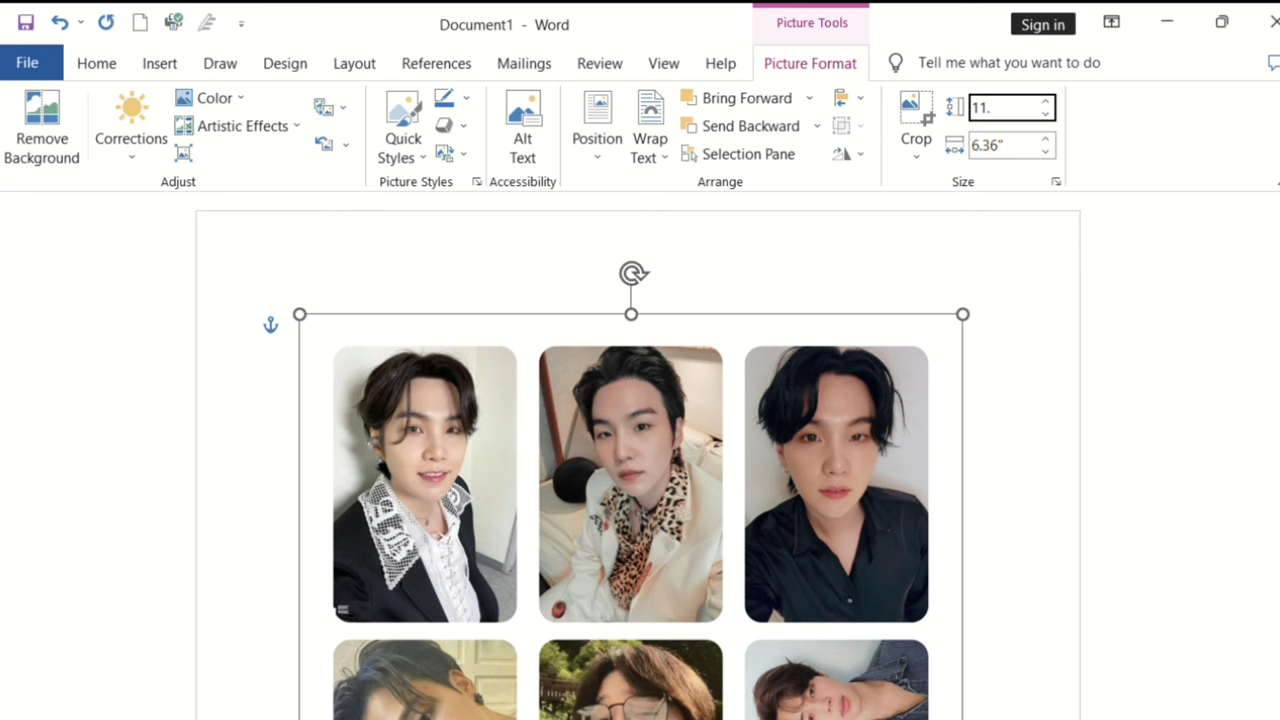 Document1 - Word
Picture Tools
Sign in
File
Home
Insert
Draw
Design
Layout
References
Mailings
Review
View
Help
Picture Format
Tell me what you want to do
Remove Background
Corrections
Color
Artistic Effects
Adjust
Quick Styles
Picture Styles
Alt Text
Accessibility
Position
Wrap Text
Bring Forward
Send Backward
Selection Pane
Arrange
Crop
11.
6.36"
Size